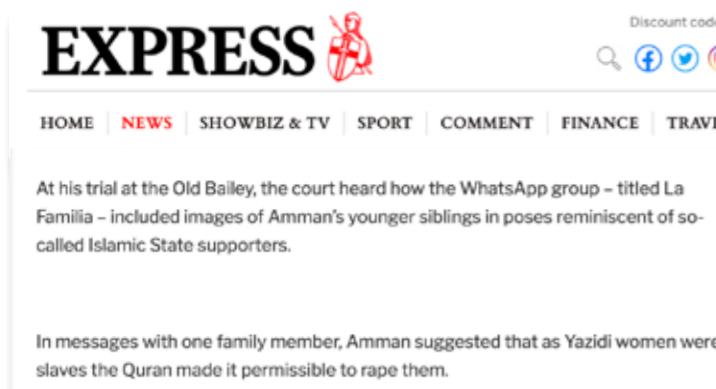 Discount code
EXPRESS
HOME NEWS SHOWBIZ & TV SPORT COMMENT FINANCE TRAVE
At his trial at the Old Bailey, the court heard how the WhatsApp group – titled La
Familia – included images of Amman's younger siblings in poses reminiscent of so-
called Islamic State supporters.
In messages with one family member, Amman suggested that as Yazidi women were
slaves the Quran made it permissible to rape them.